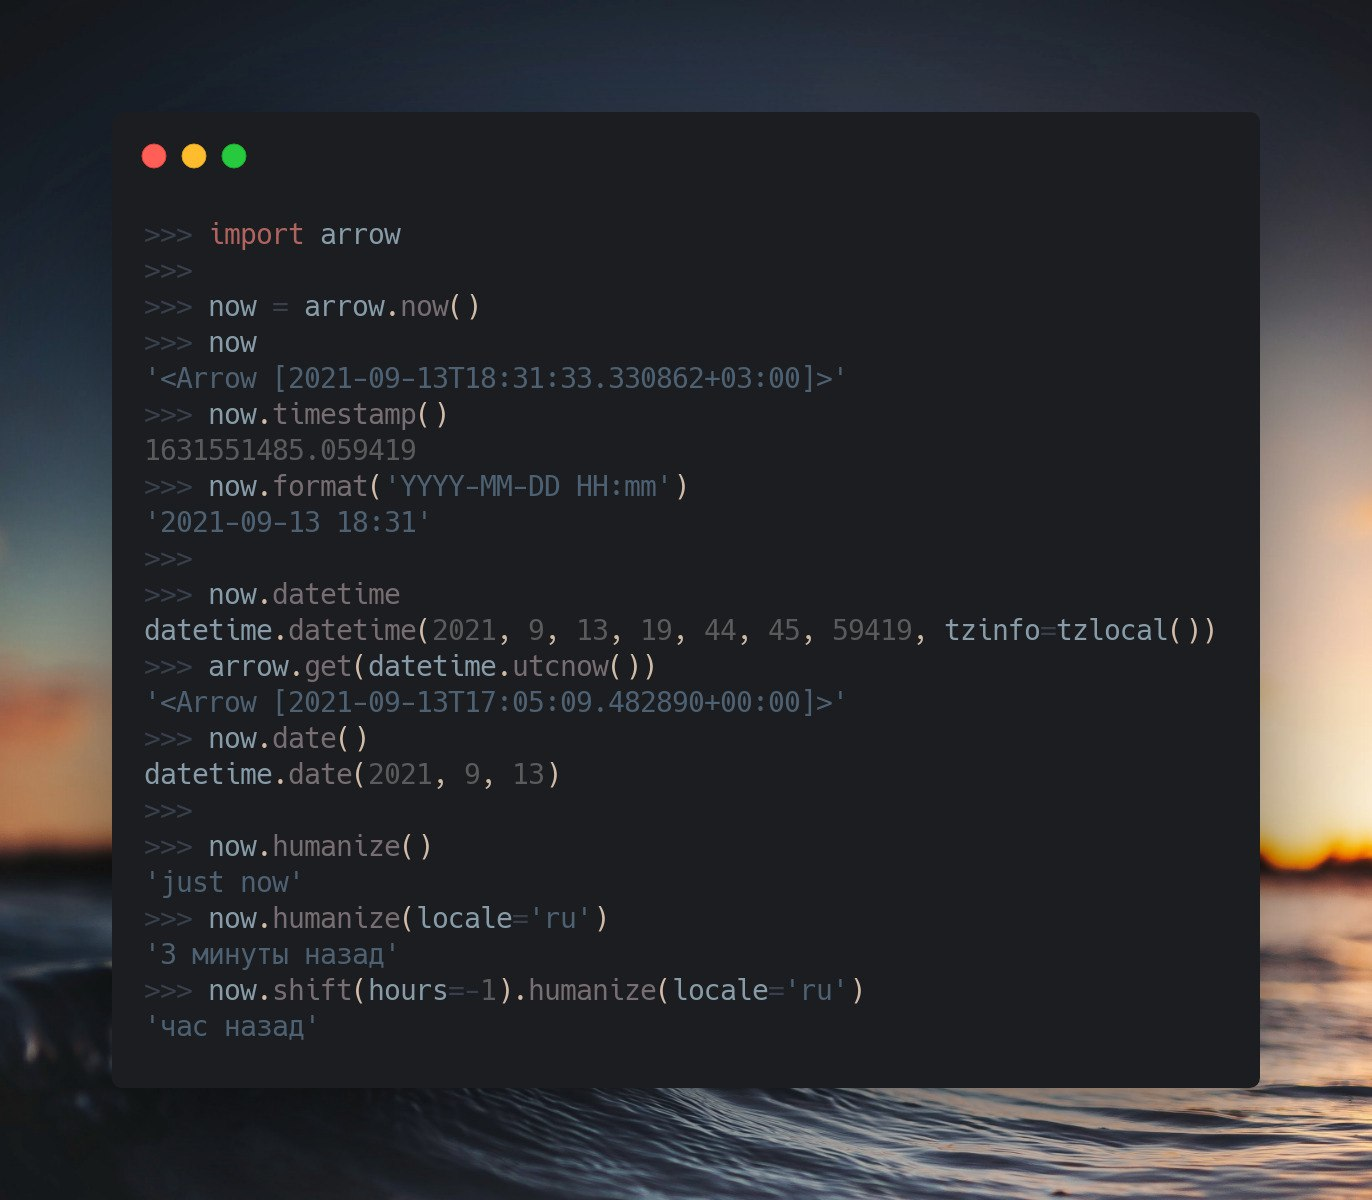 >>> import arrow
>>>
>>> now = arrow.now()
>>> now
'<Arrow [2021-09-13T18:31:33.330862+03:00]>'
>>> now.timestamp()
1631551485.059419
>>> now.format('YYYY-MM-DD HH:mm')
'2021-09-13 18:31'
>>>
>>> now.datetime
datetime.datetime(2021, 9, 13, 19, 44, 45, 59419, tzinfo=tzlocal())
>>> arrow.get(datetime.utcnow())
'<Arrow [2021-09-13T17:05:09.482890+00:00]>'
>>> now.date()
datetime.date(2021, 9, 13)
>>>
>>> now.humanize()
'just now'
>>> now.humanize(locale='ru')
'3 минуты назад'
>>> now.shift(hours=-1).humanize(locale='ru')
'час назад'